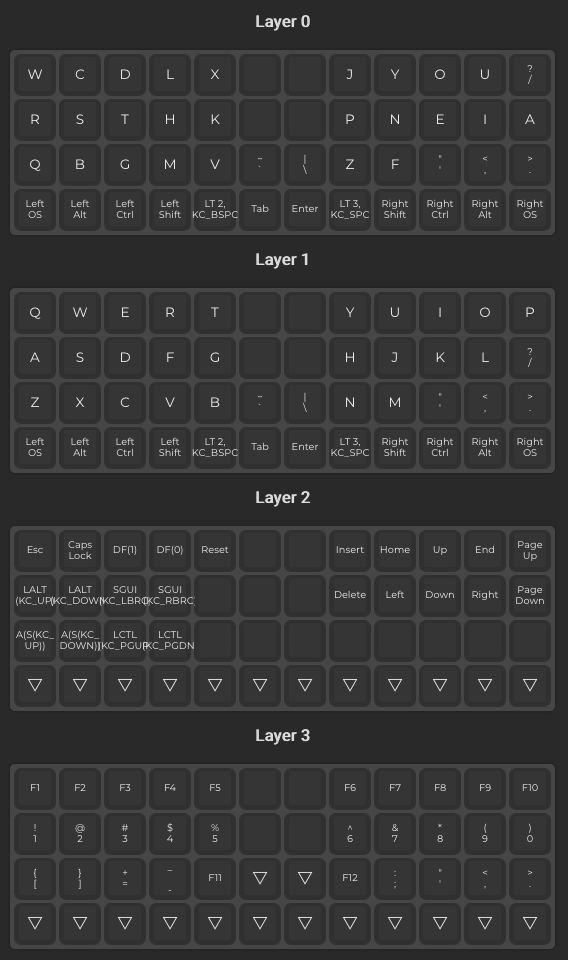 Layer 0
W C D L X J Y O U ? /
R S T H K P N E I A
Q B G M V ~ ` | \ Z F " ' < , > .
Left OS Left Alt Left Ctrl Left Shift LT 2, KC_BSPC Tab Enter LT 3, KC_SPC Right Shift Right Ctrl Right Alt Right OS
Layer 1
Q W E R T Y U I O P
A S D F G H J K L ? /
Z X C V B ~ ` | \ N M " ' < , > .
Left OS Left Alt Left Ctrl Left Shift LT 2, KC_BSPC Tab Enter LT 3, KC_SPC Right Shift Right Ctrl Right Alt Right OS
Layer 2
Esc Caps Lock DF(1) DF(0) Reset Insert Home Up End Page Up
LALT (KC_UP) LALT (KC_DOWN) SGUI (KC_LBRC) SGUI (KC_RBRC) Delete Left Down Right Page Down
A(S(KC_ UP)) A(S(KC_ DOWN)) LCTL (KC_PGUP) LCTL (KC_PGDN)
▽ ▽ ▽ ▽ ▽ ▽ ▽ ▽ ▽ ▽ ▽ ▽
Layer 3
F1 F2 F3 F4 F5 F6 F7 F8 F9 F10
! 1 @ 2 # 3 $ 4 % 5 ^ 6 & 7 * 8 ( 9 ) 0
{ [ } ] + = _ - F11 ▽ ▽ F12 : ; " ' < , > .
▽ ▽ ▽ ▽ ▽ ▽ ▽ ▽ ▽ ▽ ▽ ▽